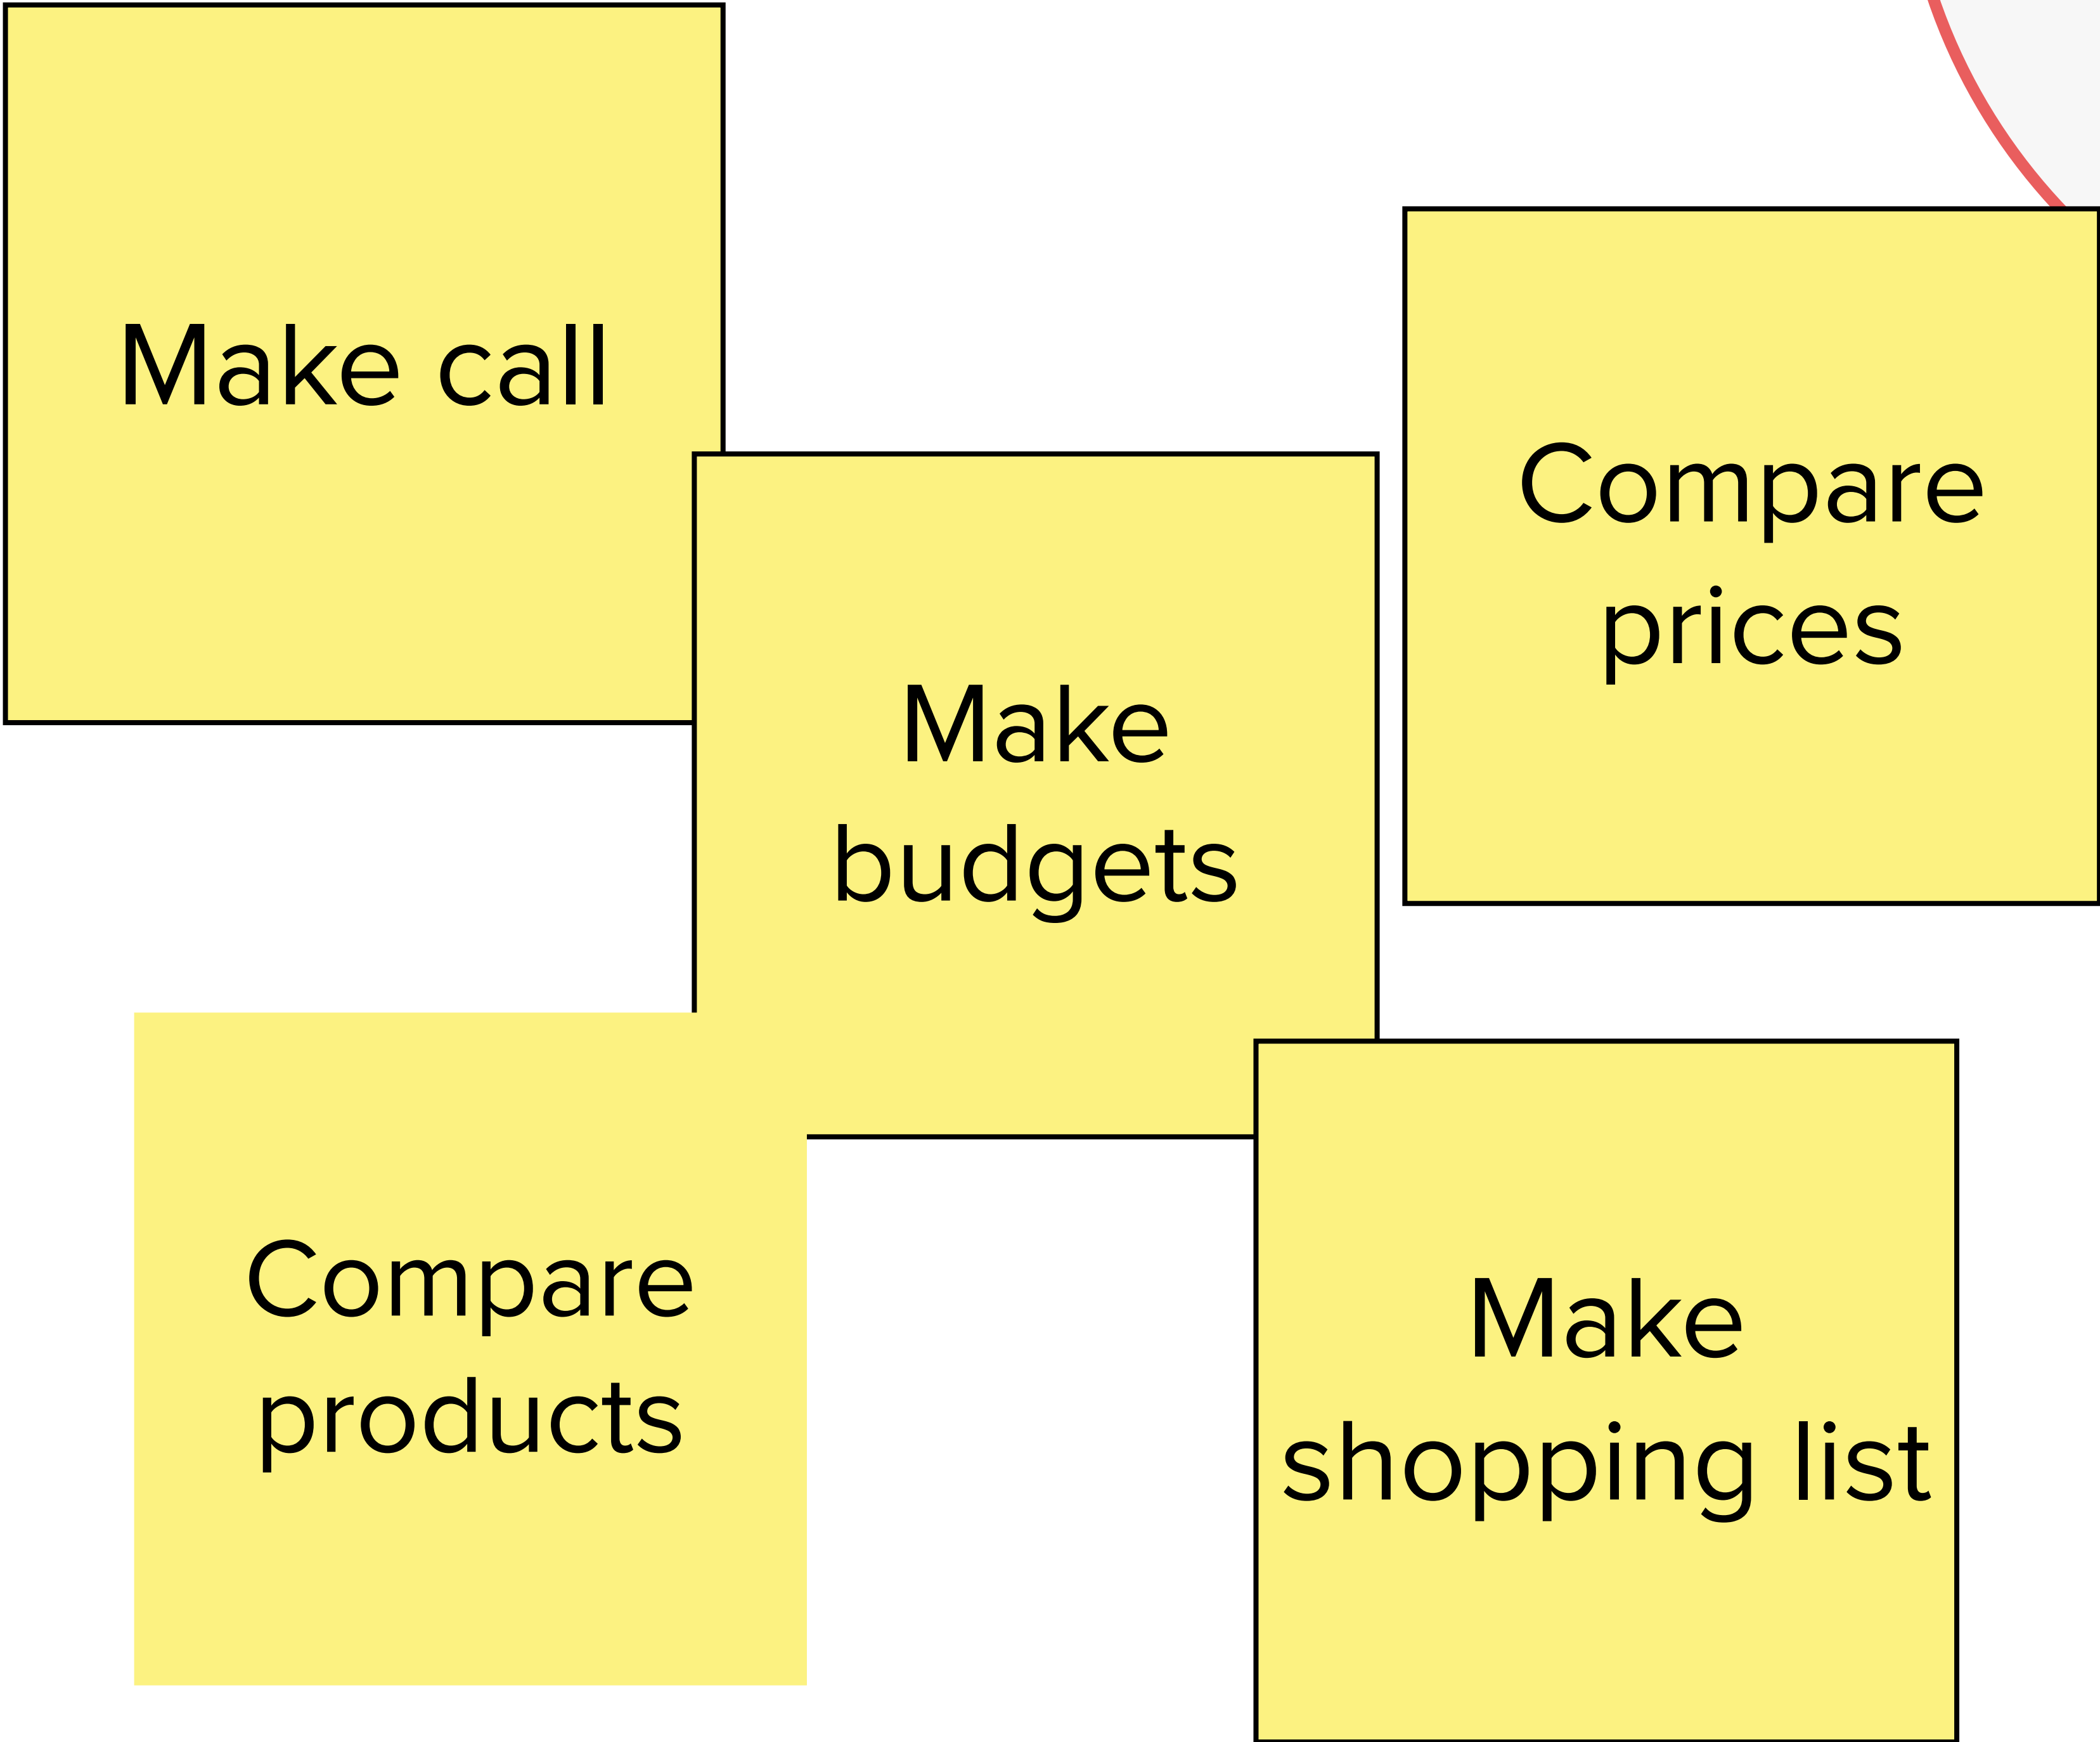 Make call
Compare
prices
Make
budgets
Compare
products
Make
shopping list